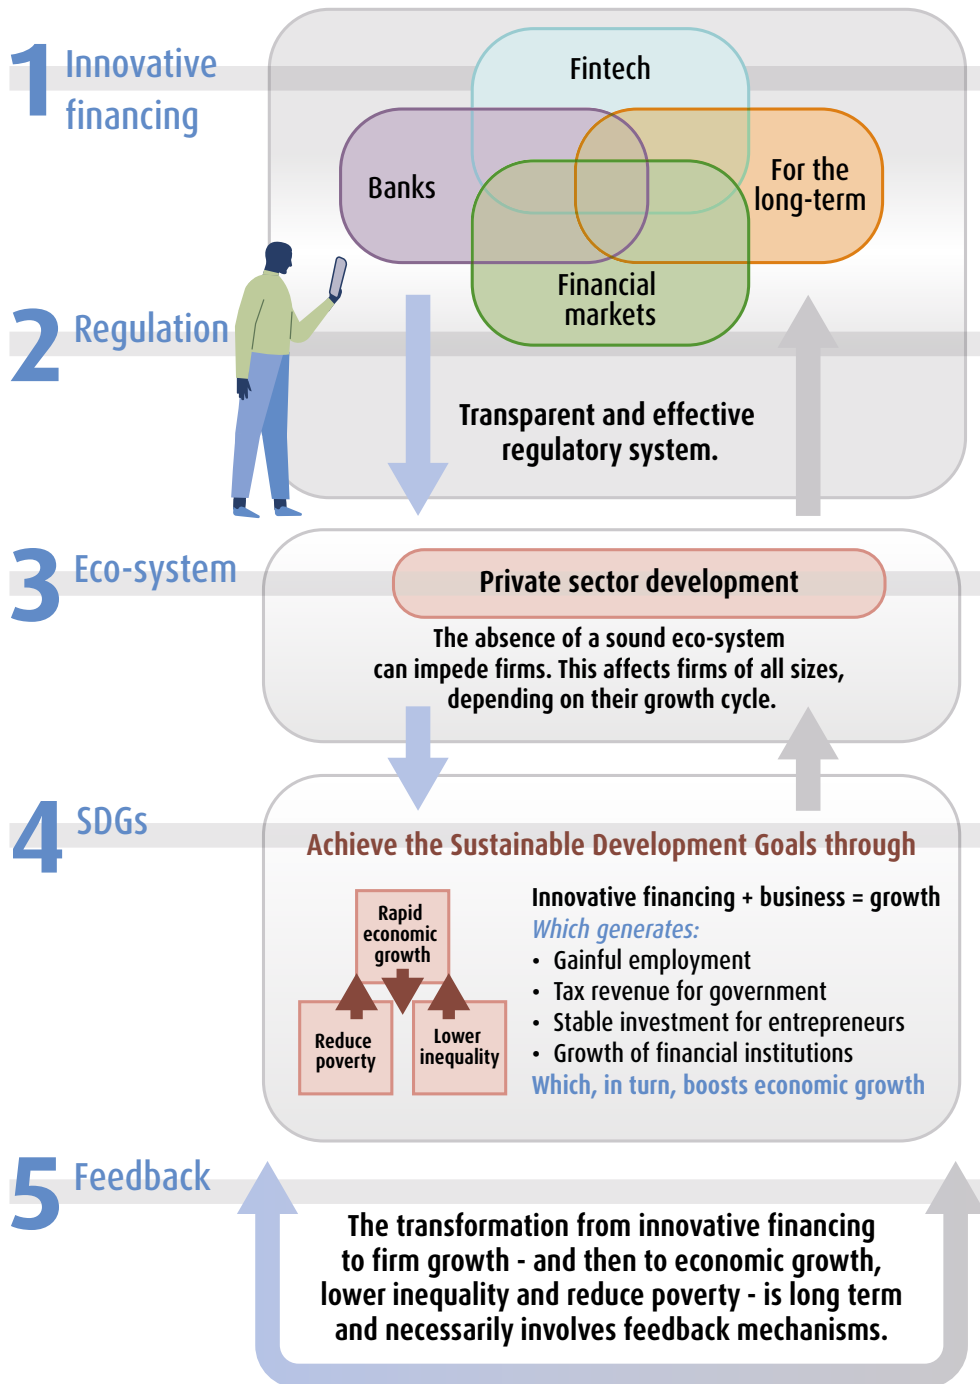 1 Innovative
financing
Fintech
Banks
For the
long-term
Financial
markets
2 Regulation
Transparent and effective
regulatory system.
3 Eco-system
Private sector development
The absence of a sound eco-system
can impede firms. This affects firms of all sizes,
depending on their growth cycle.
4 SDGs
Achieve the Sustainable Development Goals through
Rapid
economic
growth
Reduce
poverty
Lower
inequality
Innovative financing + business = growth
Which generates:
• Gainful employment
• Tax revenue for government
• Stable investment for entrepreneurs
• Growth of financial institutions
Which, in turn, boosts economic growth
5 Feedback
The transformation from innovative financing
to firm growth - and then to economic growth,
lower inequality and reduce poverty - is long term
and necessarily involves feedback mechanisms.